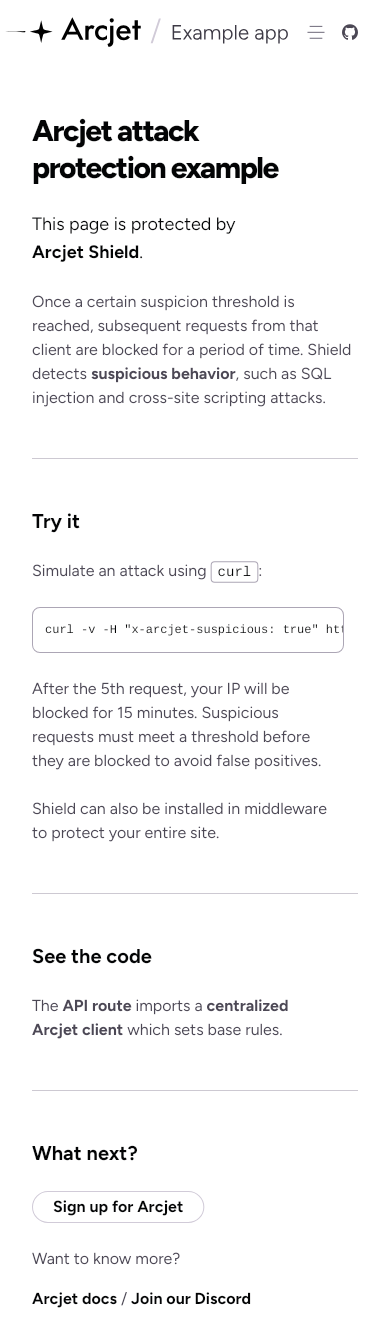 Arcjet / Example app
Arcjet attack
protection example
This page is protected by
Arcjet Shield.
Once a certain suspicion threshold is
reached, subsequent requests from that
client are blocked for a period of time. Shield
detects suspicious behavior, such as SQL
injection and cross-site scripting attacks.
Try it
Simulate an attack using curl:
curl -v -H "x-arcjet-suspicious: true" htt
After the 5th request, your IP will be
blocked for 15 minutes. Suspicious
requests must meet a threshold before
they are blocked to avoid false positives.
Shield can also be installed in middleware
to protect your entire site.
See the code
The API route imports a centralized
Arcjet client which sets base rules.
What next?
Sign up for Arcjet
Want to know more?
Arcjet docs / Join our Discord